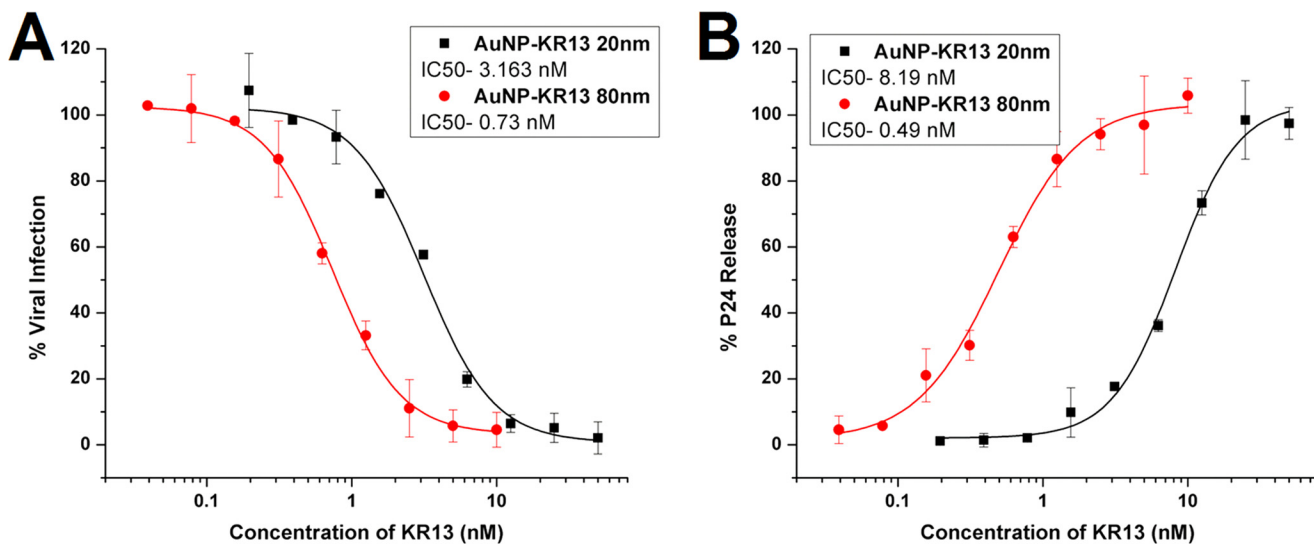 A
120
100
80
60
40
20
0
% Viral Infection
0.1
1
10
Concentration of KR13 (nM)
AuNP-KR13 20nm
IC50- 3.163 nM
AuNP-KR13 80nm
IC50- 0.73 nM
B
120
100
80
60
40
20
0
% P24 Release
0.1
1
10
Concentration of KR13 (nM)
AuNP-KR13 20nm
IC50- 8.19 nM
AuNP-KR13 80nm
IC50- 0.49 nM